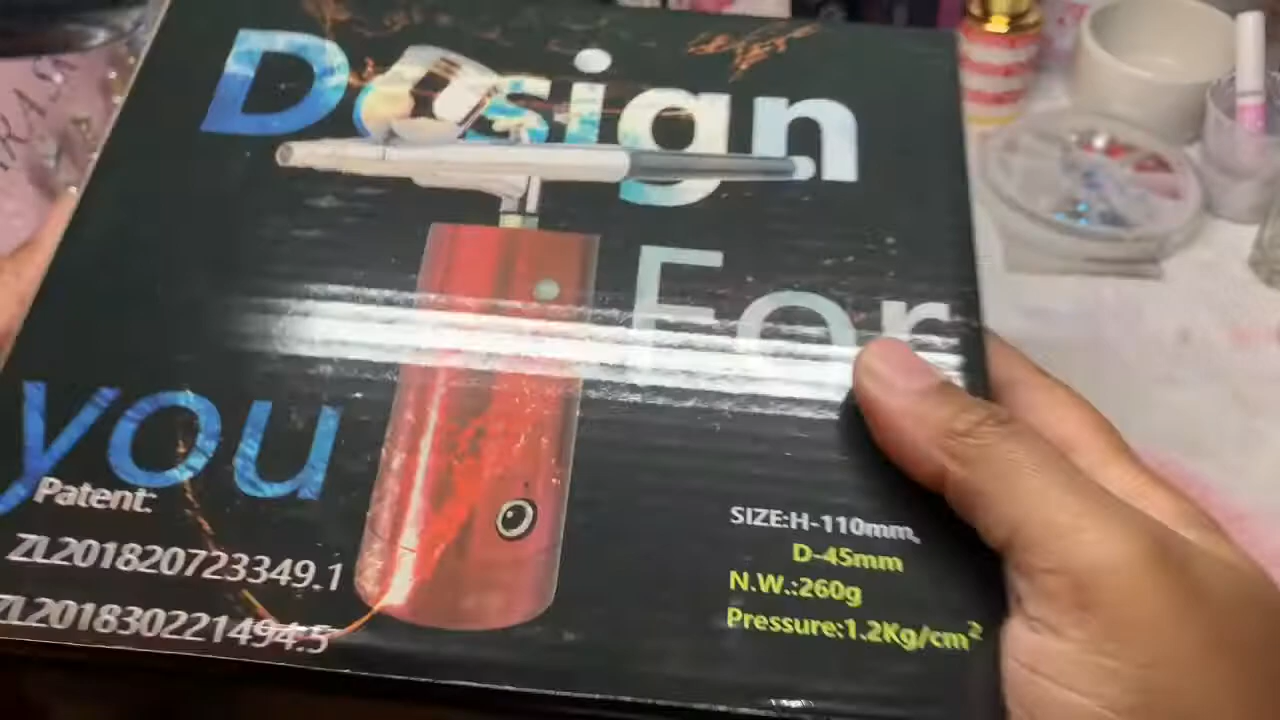 Design
For
you
Patent:
ZL201820723349.1
ZL201830221494.5
SIZE:H-110mm,
D-45mm
N.W.:260g
Pressure:1.2Kg/cm²